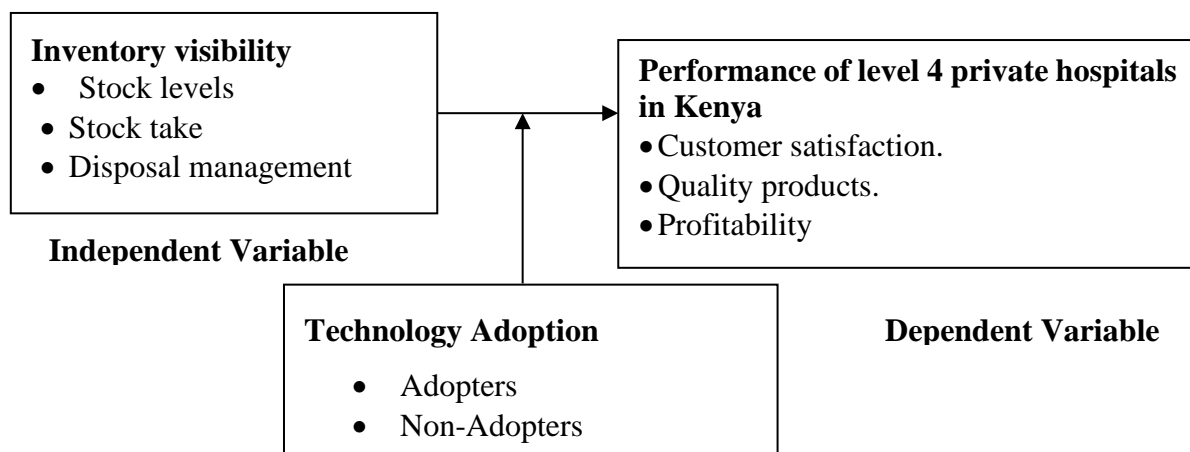 Inventory visibility
• Stock levels
• Stock take
• Disposal management
Performance of level 4 private hospitals
in Kenya
• Customer satisfaction.
• Quality products.
• Profitability
Independent Variable
Technology Adoption
• Adopters
• Non-Adopters
Dependent Variable